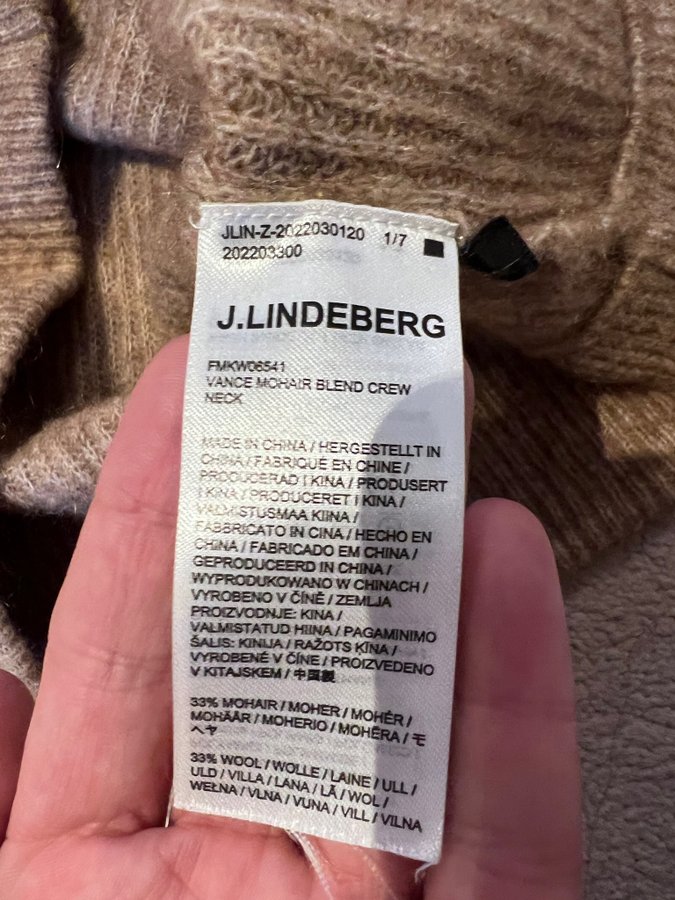 JLIN-Z-2022030120 1/7
202203300
J.LINDEBERG
FMKW06541
VANCE MOHAIR BLEND CREW
NECK
MADE IN CHINA / HERGESTELLT IN
CHINA / FABRIQUÉ EN CHINE /
PRODUCERAD I KINA / PRODUSERT
I KINA / PRODUCERET I KINA /
VALMISTUSMAA KIINA /
FABBRICATO IN CINA / HECHO EN
CHINA / FABRICADO EM CHINA /
GEPRODUCEERD IN CHINA /
WYPRODUKOWANO W CHINACH /
VYROBENO V ČÍNĚ / ZEMLJA
PROIZVODNJE: KINA /
VALMISTATUD HIINA / PAGAMINIMO
ŠALIS: KINIJA / RAŽOTS ĶĪNA /
VYROBENÉ V ČÍNE / PROIZVEDENO
V KITAJSKEM / 中国製
33% MOHAIR / MOHER / MOHÉR /
MOHÄÄR / MOHERIO / MOHĒRA / モ
ヘヤ
33% WOOL / WOLLE / LAINE / ULL /
ULD / VILLA / LANA / LÃ / WOL /
WEŁNA / VLNA / VUNA / VILL / VILNA